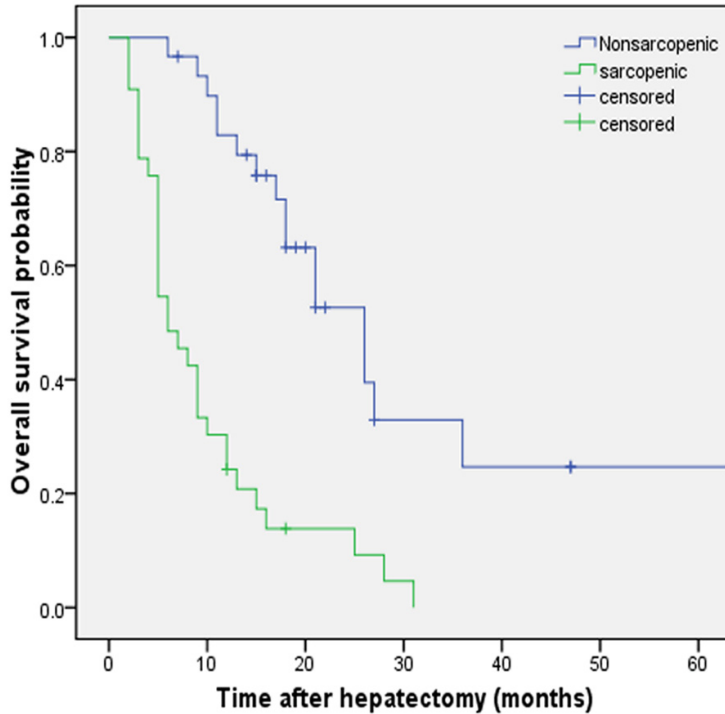 Nonsarcopenic
sarcopenic
censored
censored
Overall survival probability
1.0
0.8
0.6
0.4
0.2
0.0
0 10 20 30 40 50 60
Time after hepatectomy (months)